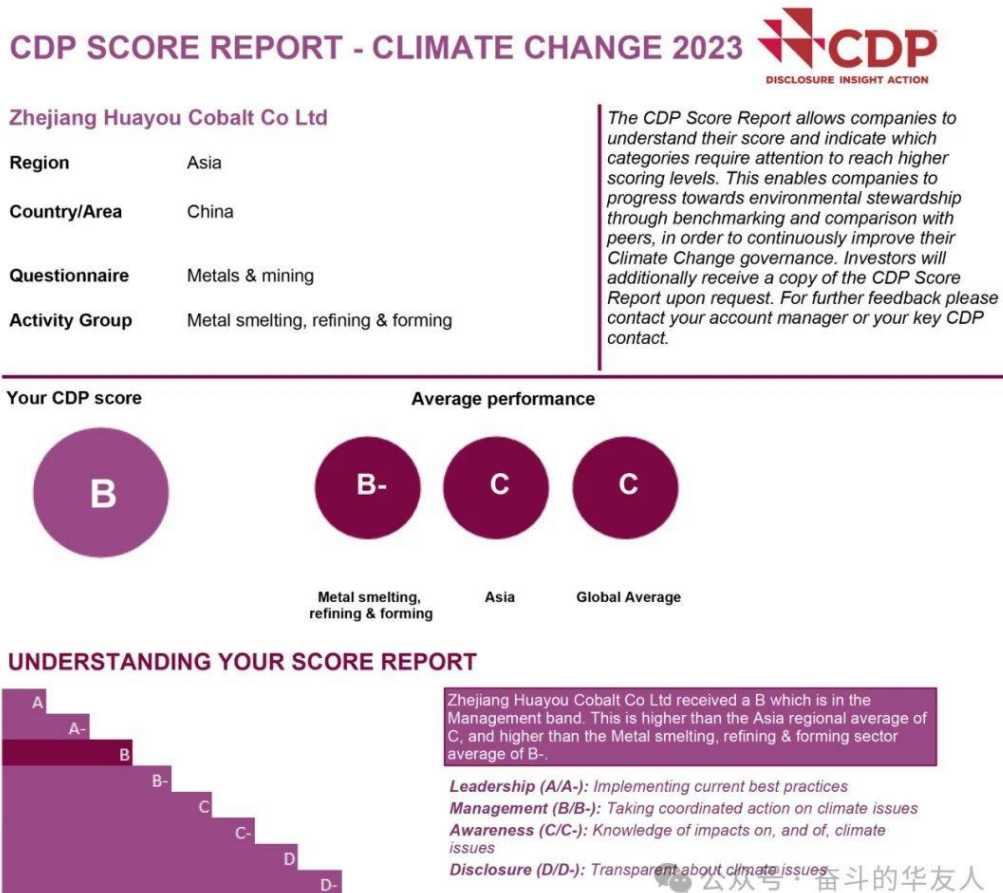 CDP SCORE REPORT - CLIMATE CHANGE 2023
CDP
DISCLOSURE INSIGHT ACTION
Zhejiang Huayou Cobalt Co Ltd
Region Asia
Country/Area China
Questionnaire Metals & mining
Activity Group Metal smelting, refining & forming
The CDP Score Report allows companies to
understand their score and indicate which
categories require attention to reach higher
scoring levels. This enables companies to
progress towards environmental stewardship
through benchmarking and comparison with
peers, in order to continuously improve their
Climate Change governance. Investors will
additionally receive a copy of the CDP Score
Report upon request. For further feedback please
contact your account manager or your key CDP
contact.
Your CDP score
B
Average performance
B- C C
Metal smelting,
refining & forming
Asia
Global Average
UNDERSTANDING YOUR SCORE REPORT
A
A-
B
B-
C
C-
D
D-
Zhejiang Huayou Cobalt Co Ltd received a B which is in the
Management band. This is higher than the Asia regional average of
C, and higher than the Metal smelting, refining & forming sector
average of B-.
Leadership (A/A-): Implementing current best practices
Management (B/B-): Taking coordinated action on climate issues
Awareness (C/C-): Knowledge of impacts on, and of, climate
issues
Disclosure (D/D-): Transparent about climate issues
公众号 · 奋斗的华友人